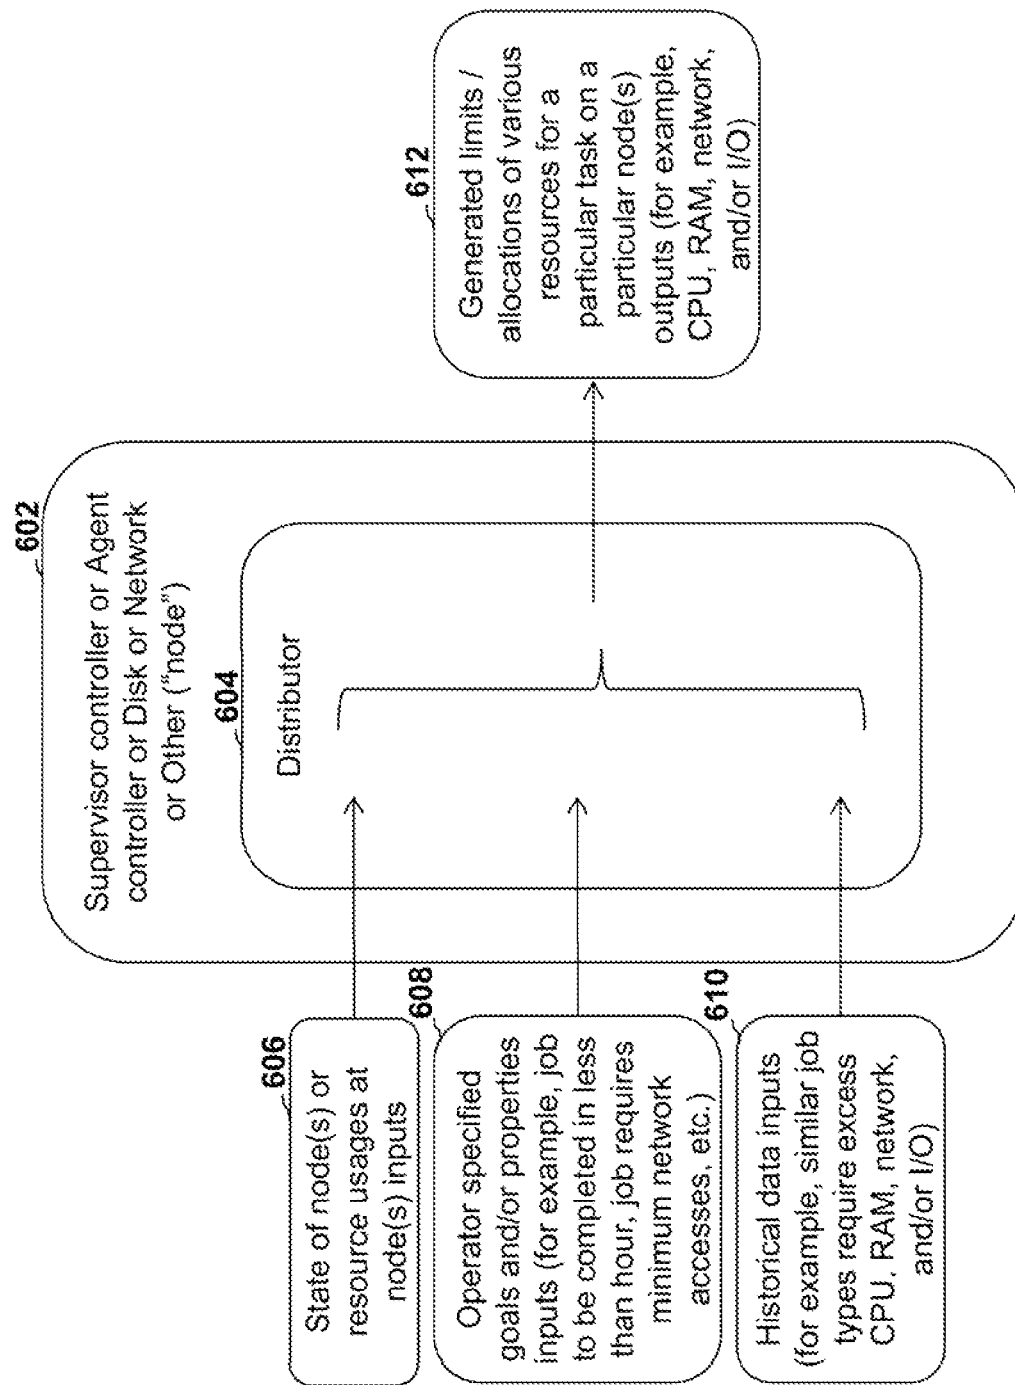 602
Supervisor controller or Agent
controller or Disk or Network
or Other ("node")
604
Distributor
606
State of node(s) or
resource usages at
node(s) inputs
608
Operator specified
goals and/or properties
inputs (for example, job
to be completed in less
than hour, job requires
minimum network
accesses, etc.)
610
Historical data inputs
(for example, similar job
types require excess
CPU, RAM, network,
and/or I/O)
612
Generated limits /
allocations of various
resources for a
particular task on a
particular node(s)
outputs (for example,
CPU, RAM, network,
and/or I/O)